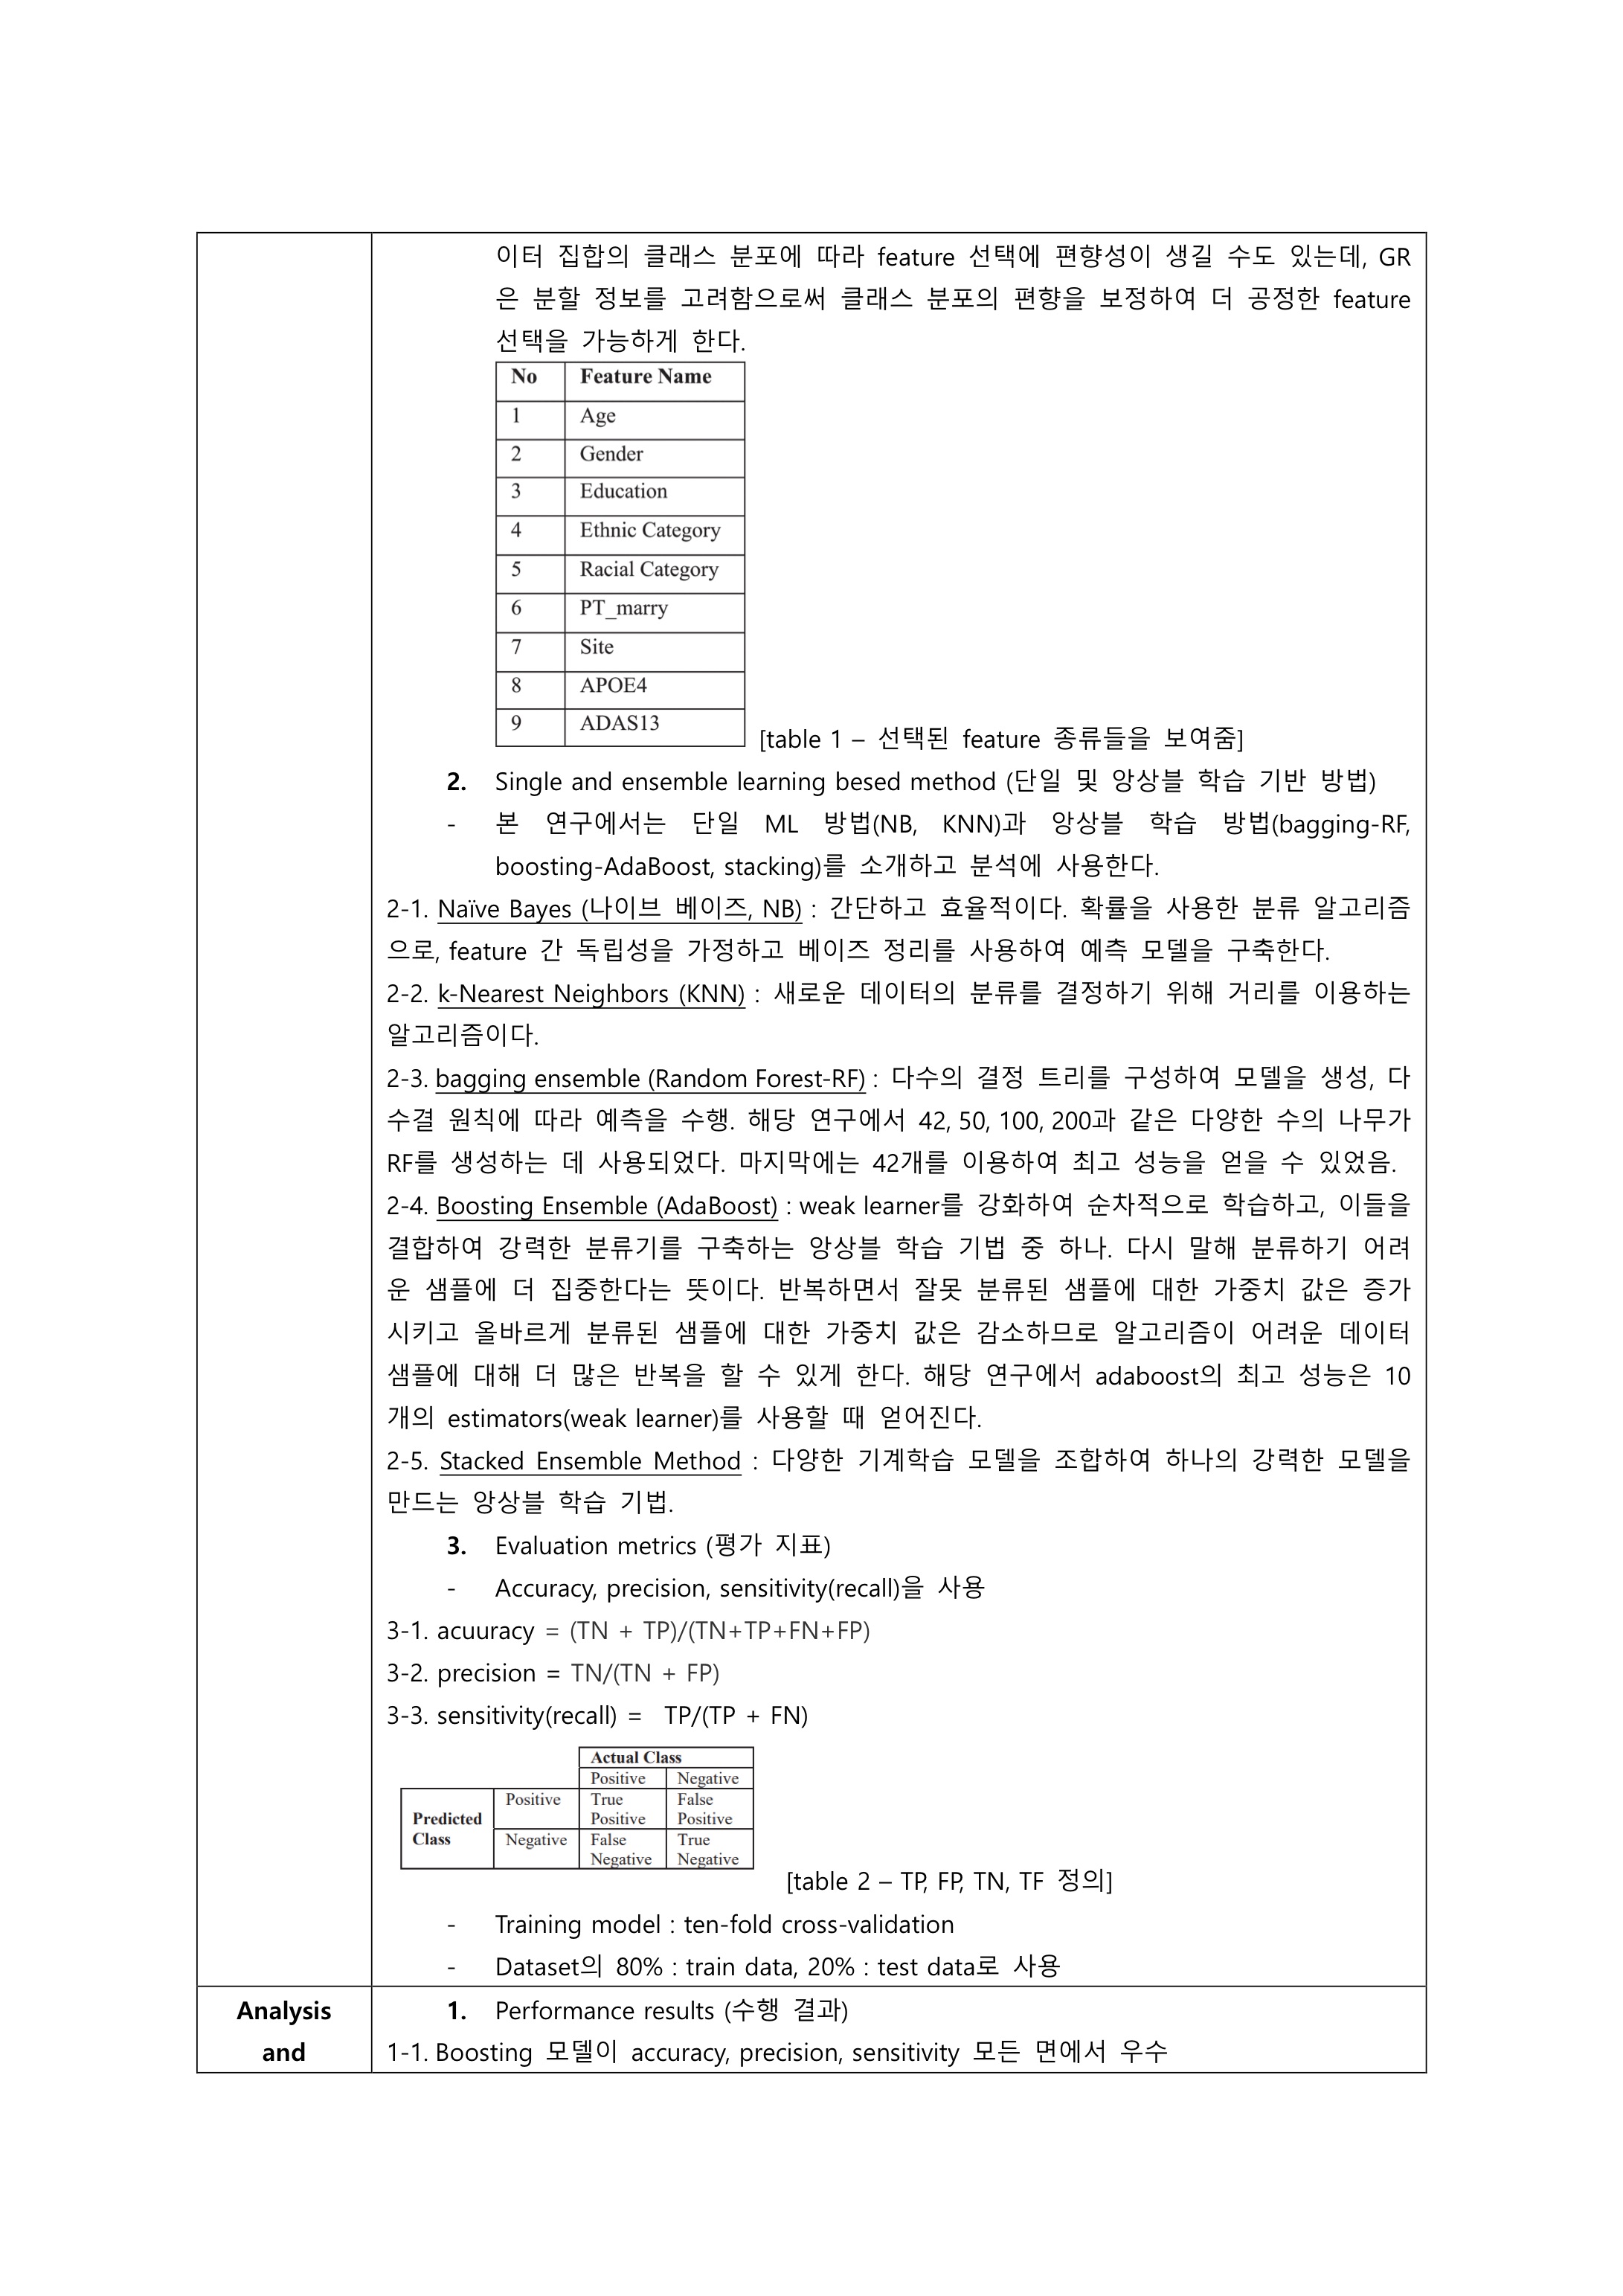 이터 집합의 클래스 분포에 따라 feature 선택에 편향성이 생길 수도 있는데, GR
은 분할 정보를 고려함으로써 클래스 분포의 편향을 보정하여 더 공정한 feature
선택을 가능하게 한다.
No Feature Name
1 Age
2 Gender
3 Education
4 Ethnic Category
5 Racial Category
6 PT_marry
7 Site
8 APOE4
9 ADAS13
[table 1 – 선택된 feature 종류들을 보여줌]
2. Single and ensemble learning besed method (단일 및 앙상블 학습 기반 방법)
- 본 연구에서는 단일 ML 방법(NB, KNN)과 앙상블 학습 방법(bagging-RF,
boosting-AdaBoost, stacking)를 소개하고 분석에 사용한다.
2-1. Naïve Bayes (나이브 베이즈, NB) : 간단하고 효율적이다. 확률을 사용한 분류 알고리즘
으로, feature 간 독립성을 가정하고 베이즈 정리를 사용하여 예측 모델을 구축한다.
2-2. k-Nearest Neighbors (KNN) : 새로운 데이터의 분류를 결정하기 위해 거리를 이용하는
알고리즘이다.
2-3. bagging ensemble (Random Forest-RF) : 다수의 결정 트리를 구성하여 모델을 생성, 다
수결 원칙에 따라 예측을 수행. 해당 연구에서 42, 50, 100, 200과 같은 다양한 수의 나무가
RF를 생성하는 데 사용되었다. 마지막에는 42개를 이용하여 최고 성능을 얻을 수 있었음.
2-4. Boosting Ensemble (AdaBoost) : weak learner를 강화하여 순차적으로 학습하고, 이들을
결합하여 강력한 분류기를 구축하는 앙상블 학습 기법 중 하나. 다시 말해 분류하기 어려
운 샘플에 더 집중한다는 뜻이다. 반복하면서 잘못 분류된 샘플에 대한 가중치 값은 증가
시키고 올바르게 분류된 샘플에 대한 가중치 값은 감소하므로 알고리즘이 어려운 데이터
샘플에 대해 더 많은 반복을 할 수 있게 한다. 해당 연구에서 adaboost의 최고 성능은 10
개의 estimators(weak learner)를 사용할 때 얻어진다.
2-5. Stacked Ensemble Method : 다양한 기계학습 모델을 조합하여 하나의 강력한 모델을
만드는 앙상블 학습 기법.
3. Evaluation metrics (평가 지표)
- Accuracy, precision, sensitivity(recall)을 사용
3-1. acuuracy = (TN + TP)/(TN+TP+FN+FP)
3-2. precision = TN/(TN + FP)
3-3. sensitivity(recall) = TP/(TP + FN)
Actual Class
Positive Negative
Predicted Class Positive True Positive False Positive
Negative False Negative True Negative
[table 2 – TP, FP, TN, TF 정의]
- Training model : ten-fold cross-validation
- Dataset의 80% : train data, 20% : test data로 사용
Analysis
and
1. Performance results (수행 결과)
1-1. Boosting 모델이 accuracy, precision, sensitivity 모든 면에서 우수